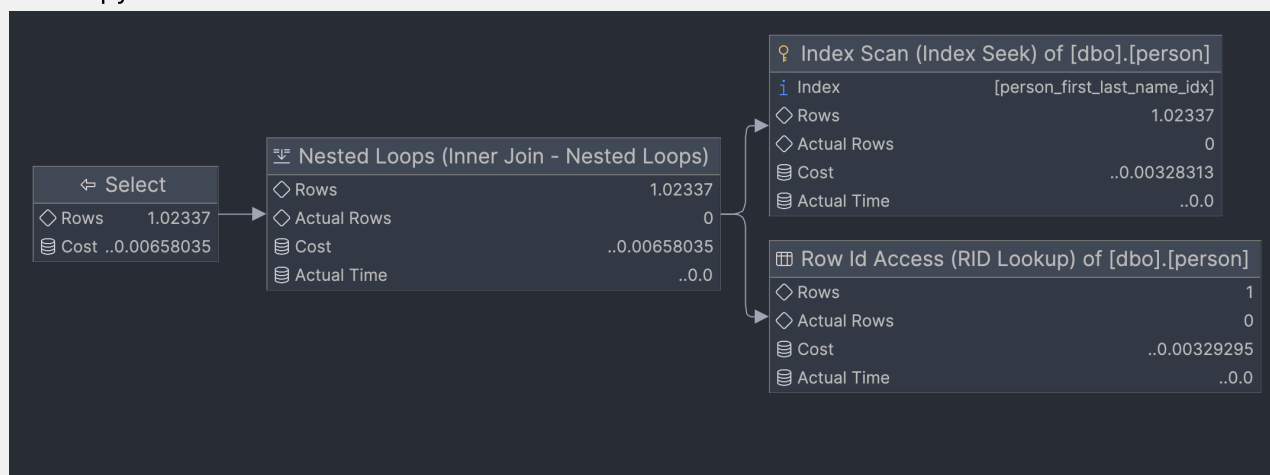 Select
Rows 1.02337
Cost ..0.00658035
Nested Loops (Inner Join - Nested Loops)
Rows 1.02337
Actual Rows 0
Cost ..0.00658035
Actual Time ..0.0
Index Scan (Index Seek) of [dbo].[person]
Index [person_first_last_name_idx]
Rows 1.02337
Actual Rows 0
Cost ..0.00328313
Actual Time ..0.0
Row Id Access (RID Lookup) of [dbo].[person]
Rows 1
Actual Rows 0
Cost ..0.00329295
Actual Time ..0.0